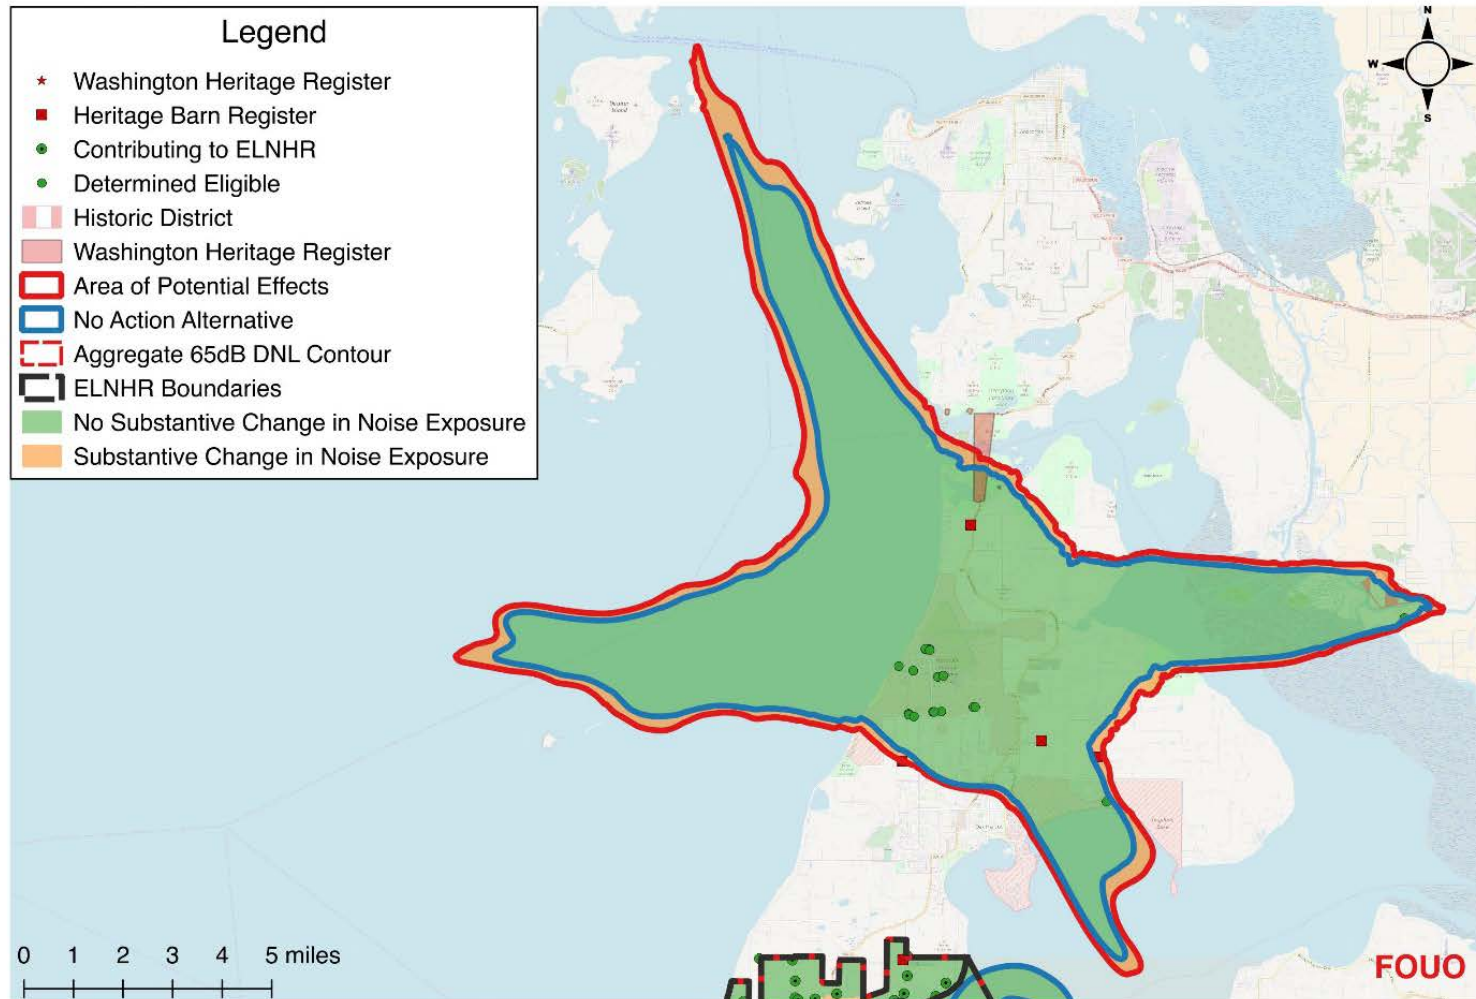 Legend
Washington Heritage Register
Heritage Barn Register
Contributing to ELNHR
Determined Eligible
Historic District
Washington Heritage Register
Area of Potential Effects
No Action Alternative
Aggregate 65dB DNL Contour
ELNHR Boundaries
No Substantive Change in Noise Exposure
Substantive Change in Noise Exposure
N
W
S
0 1 2 3 4 5 miles
FOUO